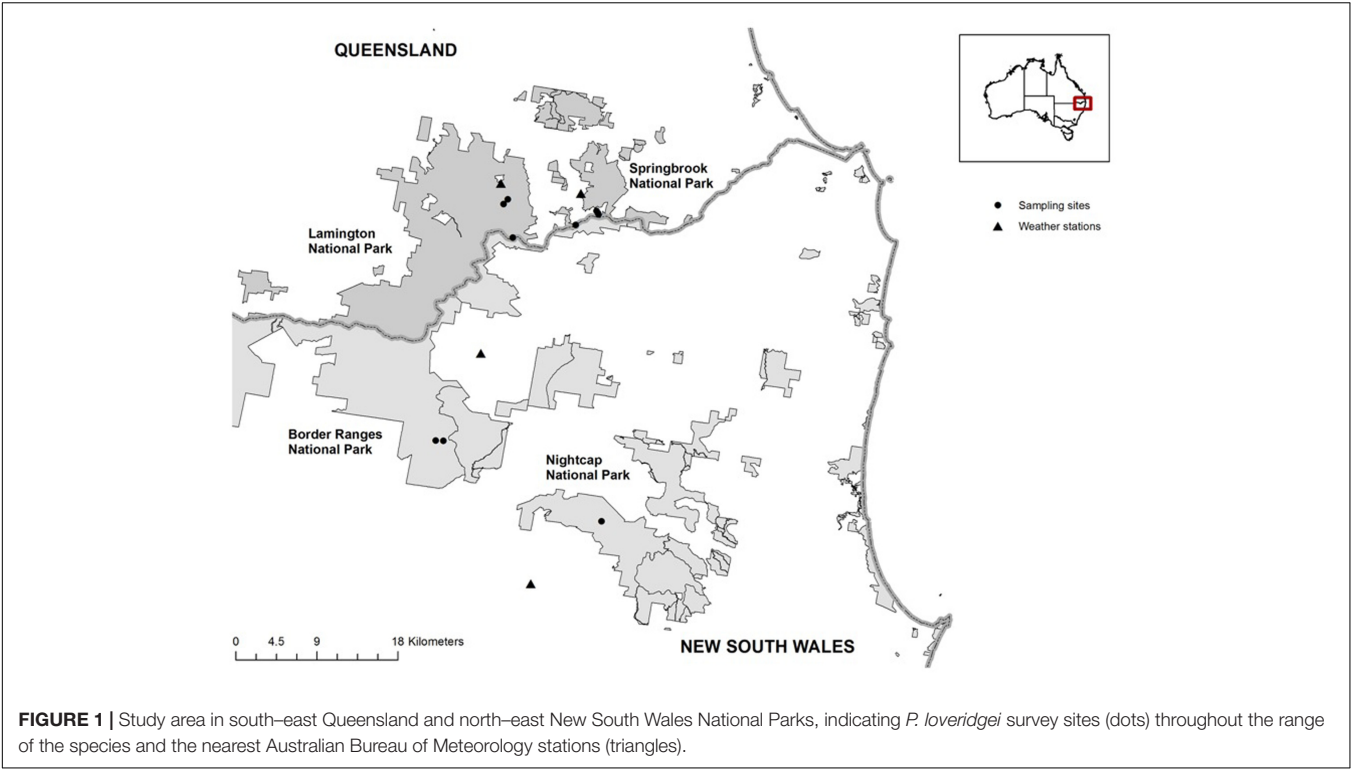 QUEENSLAND
Springbrook
National Park
Lamington
National Park
Sampling sites
Weather stations
Border Ranges
National Park
Nightcap
National Park
0 4.5 9 18 Kilometers
NEW SOUTH WALES
FIGURE 1 | Study area in south–east Queensland and north–east New South Wales National Parks, indicating P. loveridgei survey sites (dots) throughout the range
of the species and the nearest Australian Bureau of Meteorology stations (triangles).